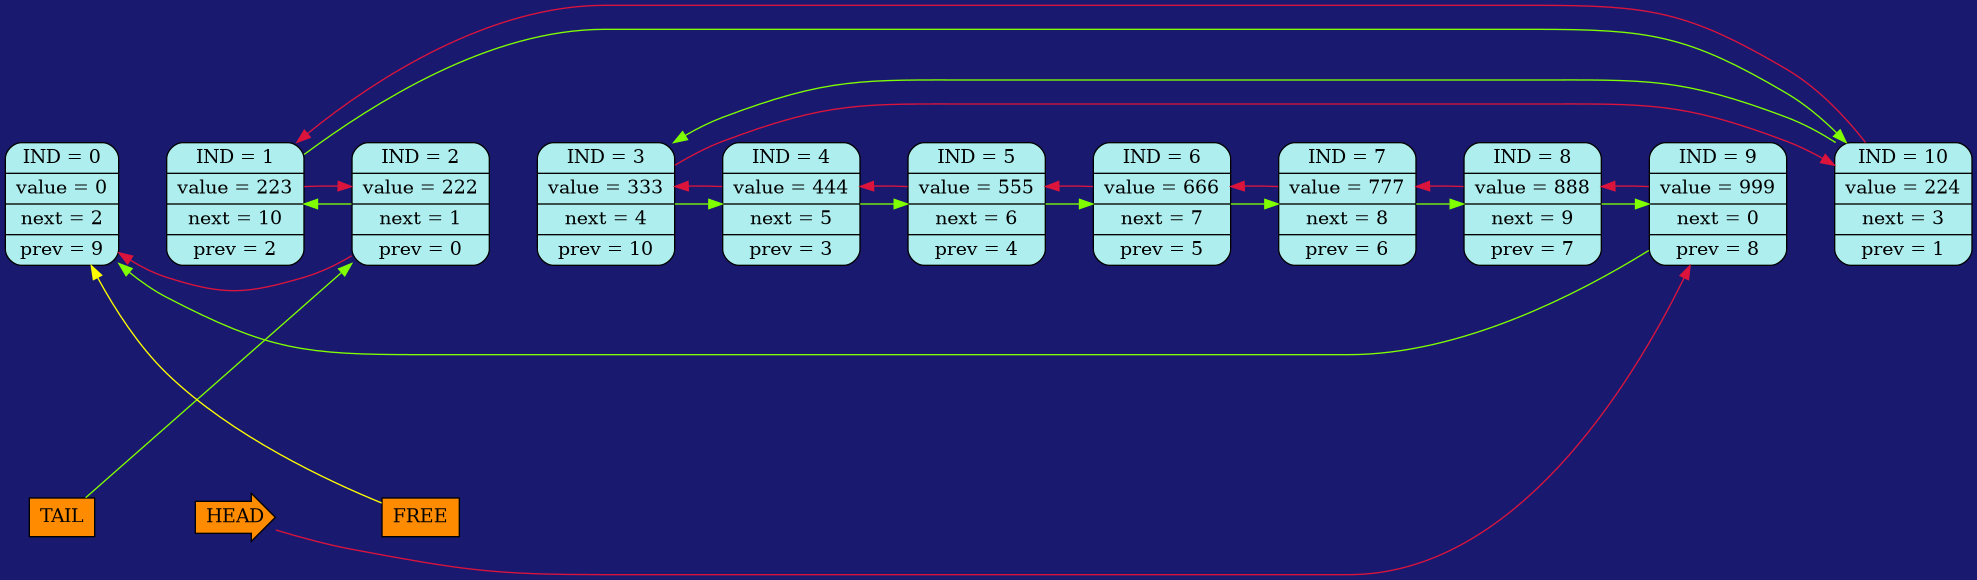 IND = 0
value = 0
next = 2
prev = 9
IND = 1
value = 223
next = 10
prev = 2
IND = 2
value = 222
next = 1
prev = 0
IND = 3
value = 333
next = 4
prev = 10
IND = 4
value = 444
next = 5
prev = 3
IND = 5
value = 555
next = 6
prev = 4
IND = 6
value = 666
next = 7
prev = 5
IND = 7
value = 777
next = 8
prev = 6
IND = 8
value = 888
next = 9
prev = 7
IND = 9
value = 999
next = 0
prev = 8
IND = 10
value = 224
next = 3
prev = 1
TAIL
HEAD
FREE